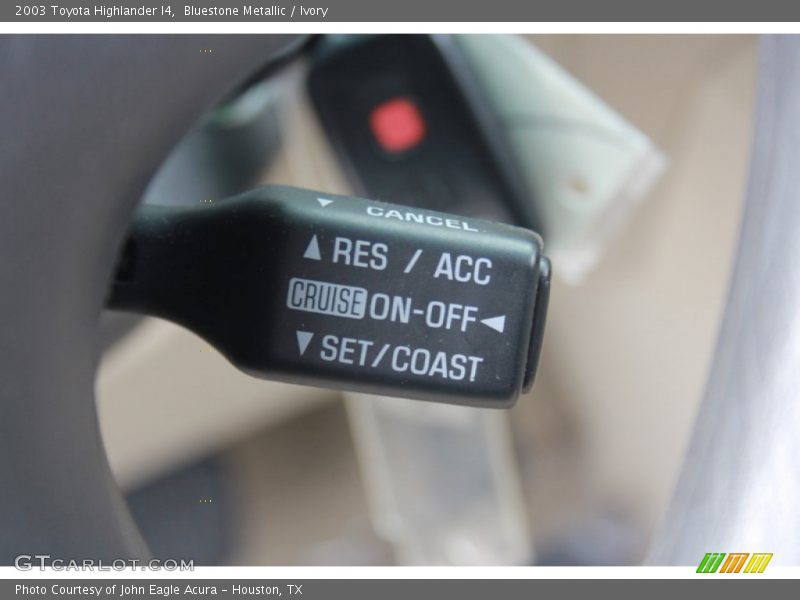 2003 Toyota Highlander I4, Bluestone Metallic / Ivory
▼ CANCEL
▲ RES / ACC
CRUISE ON-OFF ◀
▼ SET/COAST
GTCARLOT.COM
Photo Courtesy of John Eagle Acura - Houston, TX